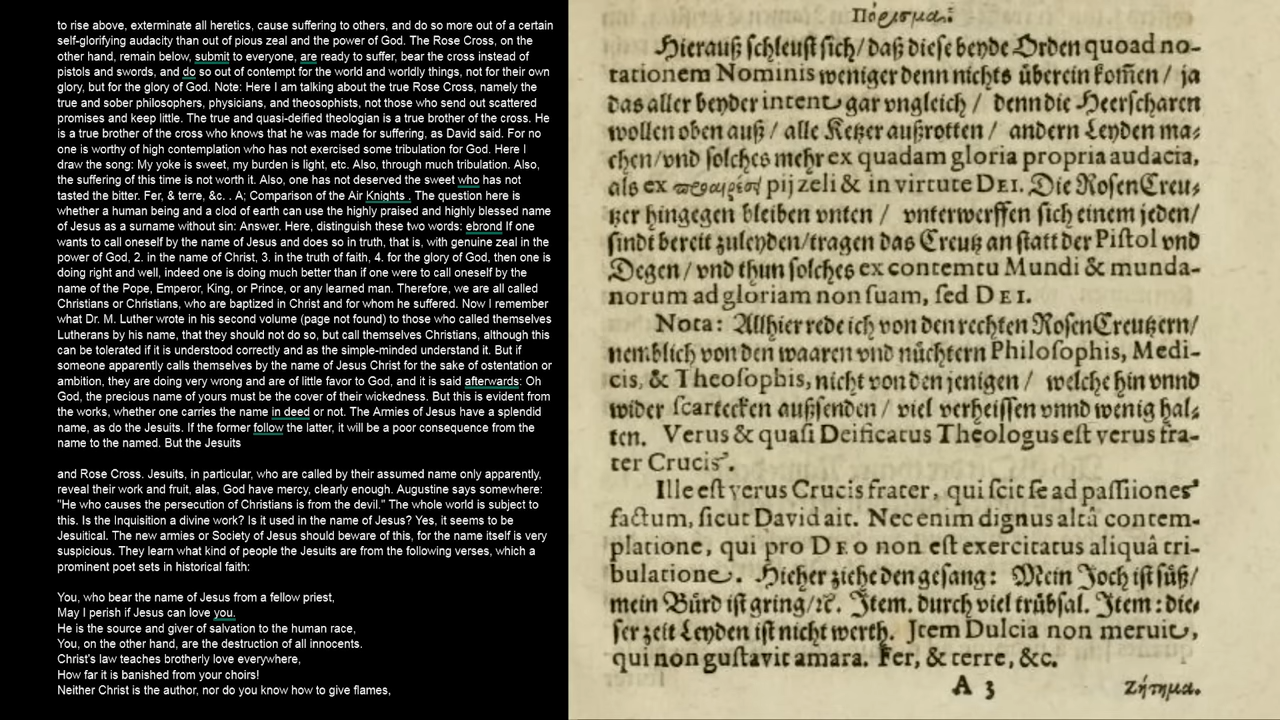 to rise above, exterminate all heretics, cause suffering to others, and do so more out of a certain
self-glorifying audacity than out of pious zeal and the power of God. The Rose Cross, on the
other hand, remain below, submit to everyone, are ready to suffer, bear the cross instead of
pistols and swords, and do so out of contempt for the world and worldly things, not for their own
glory, but for the glory of God. Note: Here I am talking about the true Rose Cross, namely the
true and sober philosophers, physicians, and theosophists, not those who send out scattered
promises and keep little. The true and quasi-deified theologian is a true brother of the cross. He
is a true brother of the cross who knows that he was made for suffering, as David said. For no
one is worthy of high contemplation who has not exercised some tribulation for God. Here I
draw the song: My yoke is sweet, my burden is light, etc. Also, through much tribulation. Also,
the suffering of this time is not worth it. Also, one has not deserved the sweet who has not
tasted the bitter. Fer, & terre, &c. . A; Comparison of the Air Knights . The question here is
whether a human being and a clod of earth can use the highly praised and highly blessed name
of Jesus as a surname without sin: Answer. Here, distinguish these two words: ebrond If one
wants to call oneself by the name of Jesus and does so in truth, that is, with genuine zeal in the
power of God, 2. in the name of Christ, 3. in the truth of faith, 4. for the glory of God, then one is
doing right and well, indeed one is doing much better than if one were to call oneself by the
name of the Pope, Emperor, King, or Prince, or any learned man. Therefore, we are all called
Christians or Christians, who are baptized in Christ and for whom he suffered. Now I remember
what Dr. M. Luther wrote in his second volume (page not found) to those who called themselves
Lutherans by his name, that they should not do so, but call themselves Christians, although this
can be tolerated if it is understood correctly and as the simple-minded understand it. But if
someone apparently calls themselves by the name of Jesus Christ for the sake of ostentation or
ambition, they are doing very wrong and are of little favor to God, and it is said afterwards: Oh
God, the precious name of yours must be the cover of their wickedness. But this is evident from
the works, whether one carries the name in deed or not. The Armies of Jesus have a splendid
name, as do the Jesuits. If the former follow the latter, it will be a poor consequence from the
name to the named. But the Jesuits
and Rose Cross. Jesuits, in particular, who are called by their assumed name only apparently,
reveal their work and fruit, alas, God have mercy, clearly enough. Augustine says somewhere:
"He who causes the persecution of Christians is from the devil." The whole world is subject to
this. Is the Inquisition a divine work? Is it used in the name of Jesus? Yes, it seems to be
Jesuitical. The new armies or Society of Jesus should beware of this, for the name itself is very
suspicious. They learn what kind of people the Jesuits are from the following verses, which a
prominent poet sets in historical faith:
You, who bear the name of Jesus from a fellow priest,
May I perish if Jesus can love you.
He is the source and giver of salvation to the human race,
You, on the other hand, are the destruction of all innocents.
Christ's law teaches brotherly love everywhere,
How far it is banished from your choirs!
Neither Christ is the author, nor do you know how to give flames,
Πόρισμα.
Hierauß schleust sich/ daß diese beyde Orden quoad no-
tationem Nominis weniger denn nichts überein kom̃en / ja
das aller beyder intent gar vngleich / denn die Heerscharen
wollen oben auß / alle Ketzer außrotten / andern Leyden ma-
chen/vnd solches mehr ex quadam gloria propria audacia,
als ex pij zeli & in virtute DEI. Die RosenCreu-
tzer hingegen bleiben vnten / vnterwerffen sich einem jeden/
sindt bereit zuleyden/tragen das Creutz an statt der Pistol vnd
Degen/ vnd thun solches ex contemtu Mundi & munda-
norum ad gloriam non suam, sed DEI.
Nota: Allhier rede ich von den rechten RosenCreutzern/
nemblich von den waaren vnd nüchtern Philosophis, Medi-
cis, & Theosophis, nicht von den jenigen / welche hin vnnd
wider scartecken außsenden / viel verheissen vnnd wenig hal-
ten. Verus & quasi Deificatus Theologus est verus fra-
ter Crucis.
Ille est verus Crucis frater, qui scit se ad passiones
factum, sicut David ait. Nec enim dignus altâ contem-
platione, qui pro DEO non est exercitatus aliquâ tri-
bulatione. Hieher ziehe den gesang: Mein Joch ist süß/
mein Bürd ist gring/ꝛc. Item. durch viel trübsal. Item: die-
ser zeit Leyden ist nicht werth. Item Dulcia non meruit,
qui non gustavit amara. Fer, & terre, &c.
A 3 Ζήτημα.